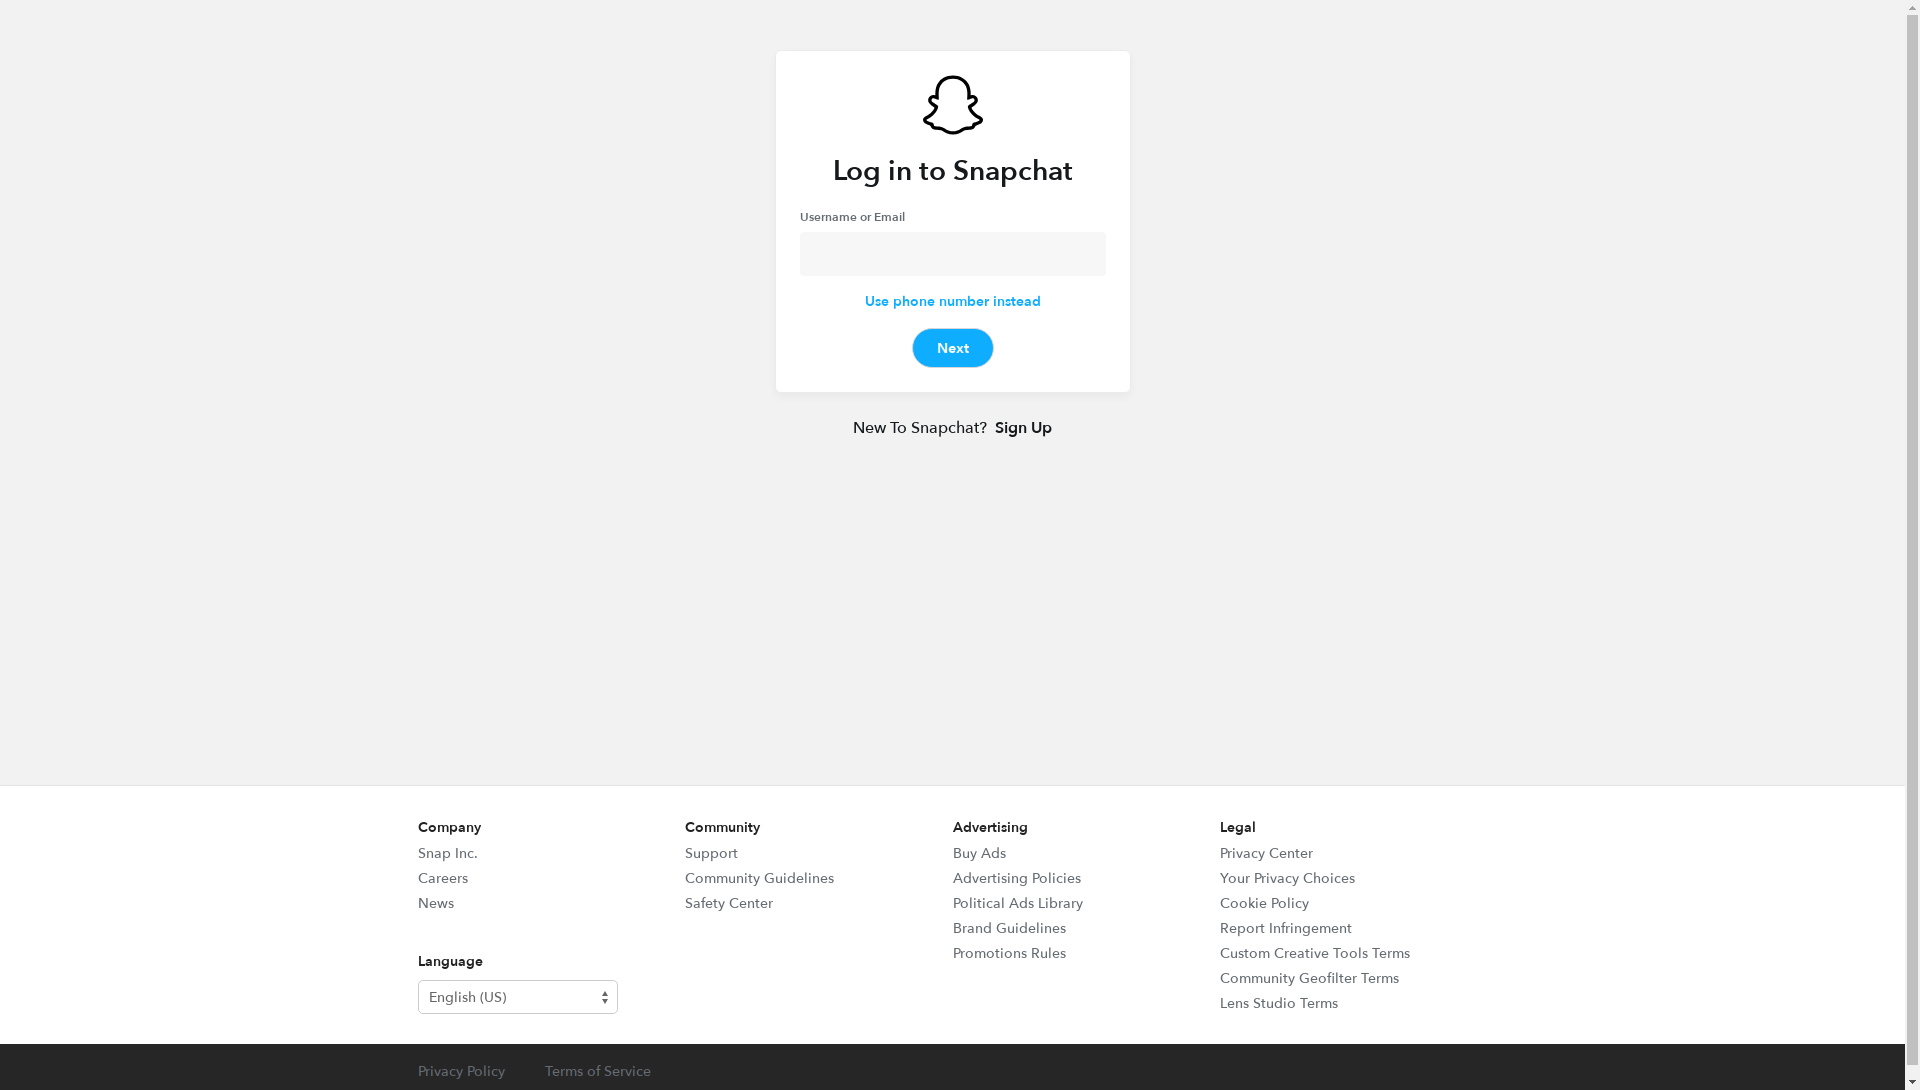 Log in to Snapchat
Username or Email
Use phone number instead
Next
New To Snapchat? Sign Up
Company
Snap Inc.
Careers
News
Community
Support
Community Guidelines
Safety Center
Advertising
Buy Ads
Advertising Policies
Political Ads Library
Brand Guidelines
Promotions Rules
Legal
Privacy Center
Your Privacy Choices
Cookie Policy
Report Infringement
Custom Creative Tools Terms
Community Geofilter Terms
Lens Studio Terms
Language
English (US)
Privacy Policy Terms of Service